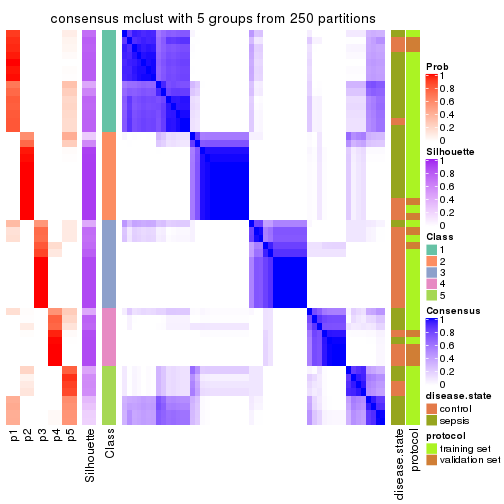 consensus mclust with 5 groups from 250 partitions
Prob
1
0.8
0.6
0.4
0.2
0
Silhouette
1
0.8
0.6
0.4
0.2
0
Class
1
2
3
4
5
Consensus
1
0.8
0.6
0.4
0.2
0
disease.state
control
sepsis
protocol
training set
validation set
p1
p2
p3
p4
p5
Silhouette
Class
disease.state
protocol